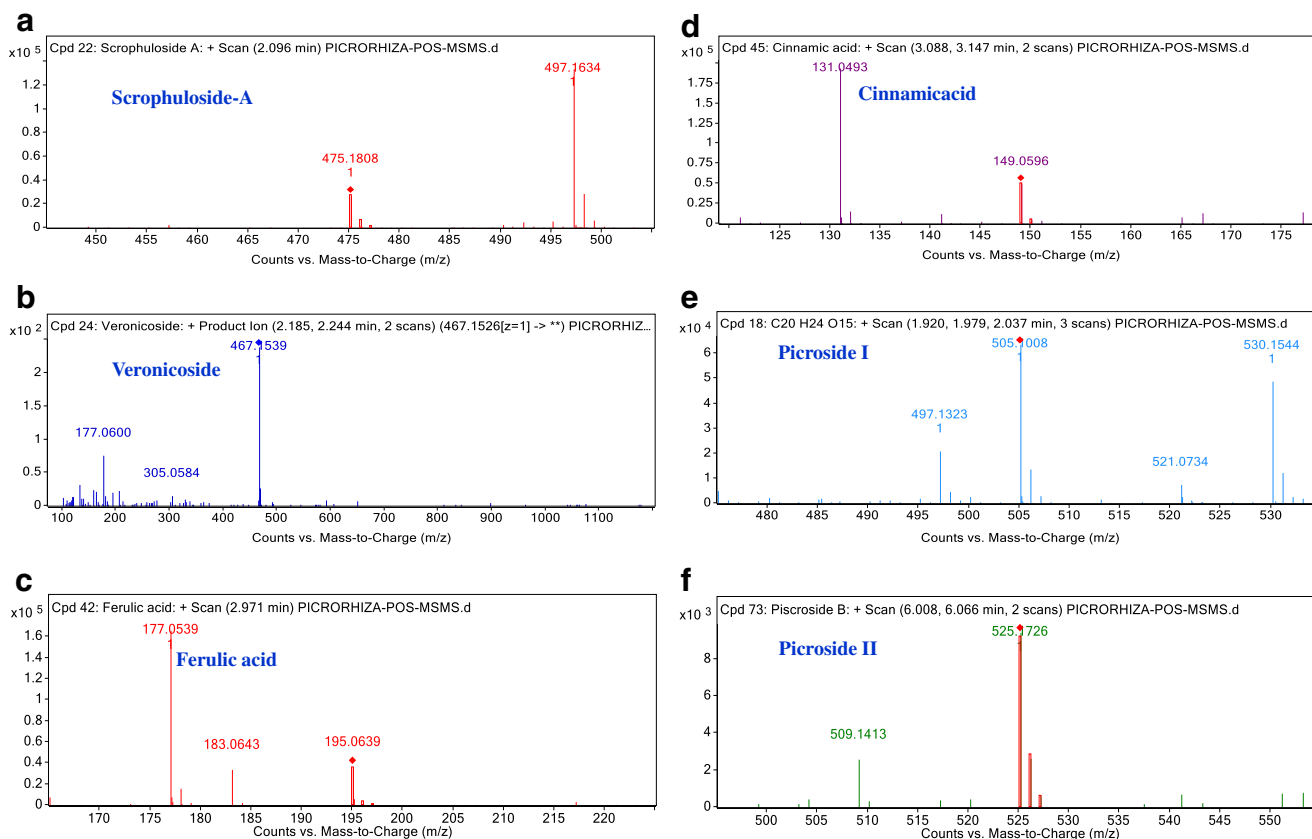 a
Cpd 22: Scrophuloside A: + Scan (2.096 min) PICRORHIZA-POS-MSMS.d
x10 5
497.1634
1
Scrophuloside-A
475.1808
1
1.2
1
0.8
0.6
0.4
0.2
0
450 455 460 465 470 475 480 485 490 495 500
Counts vs. Mass-to-Charge (m/z)
b
Cpd 24: Veronicoside: + Product Ion (2.185, 2.244 min, 2 scans) (467.1526[z=1] -> **) PICRORHIZ...
x10 2
467.1539
1
Veronicoside
177.0600
305.0584
2
1
0
100 200 300 400 500 600 700 800 900 1000 1100
Counts vs. Mass-to-Charge (m/z)
c
Cpd 42: Ferulic acid: + Scan (2.971 min) PICRORHIZA-POS-MSMS.d
x10 5
177.0539
1
Ferulic acid
183.0643
195.0639
1.6
1.4
1.2
1
0.8
0.6
0.4
0.2
0
170 175 180 185 190 195 200 205 210 215 220
Counts vs. Mass-to-Charge (m/z)
d
Cpd 45: Cinnamic acid: + Scan (3.088, 3.147 min, 2 scans) PICRORHIZA-POS-MSMS.d
x10 5
131.0493
1
Cinnamicacid
149.0596
1.75
1.5
1.25
1
0.75
0.5
0.25
0
125 130 135 140 145 150 155 160 165 170 175
Counts vs. Mass-to-Charge (m/z)
e
Cpd 18: C20 H24 O15: + Scan (1.920, 1.979, 2.037 min, 3 scans) PICRORHIZA-POS-MSMS.d
x10 4
505.1008
1
530.1544
1
Picroside I
497.1323
1
521.0734
6
5
4
3
2
1
0
480 485 490 495 500 505 510 515 520 525 530
Counts vs. Mass-to-Charge (m/z)
f
Cpd 73: Piscroside B: + Scan (6.008, 6.066 min, 2 scans) PICRORHIZA-POS-MSMS.d
x10 3
525.1726
1
Picroside II
509.1413
8
6
4
2
0
500 505 510 515 520 525 530 535 540 545 550
Counts vs. Mass-to-Charge (m/z)